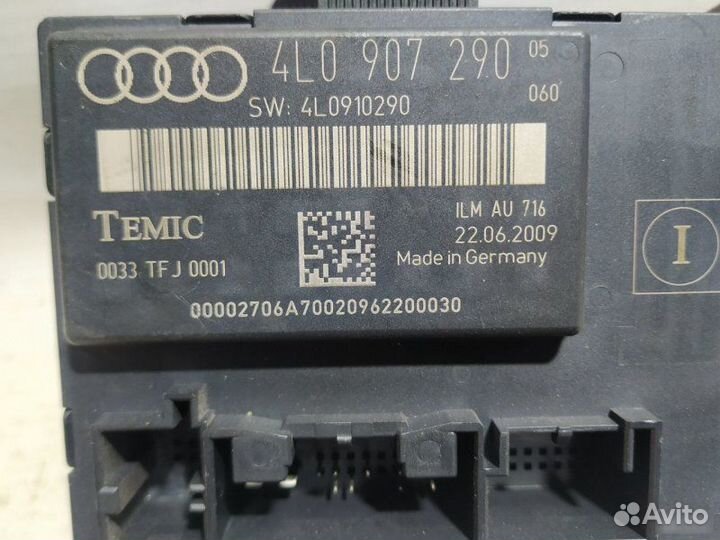 4L0 907 290 05
SW: 4L0910290 060
TEMIC
ILM AU 716
22.06.2009
0033 TFJ 0001
Made in Germany
00002706A70020962200030
I
Avito